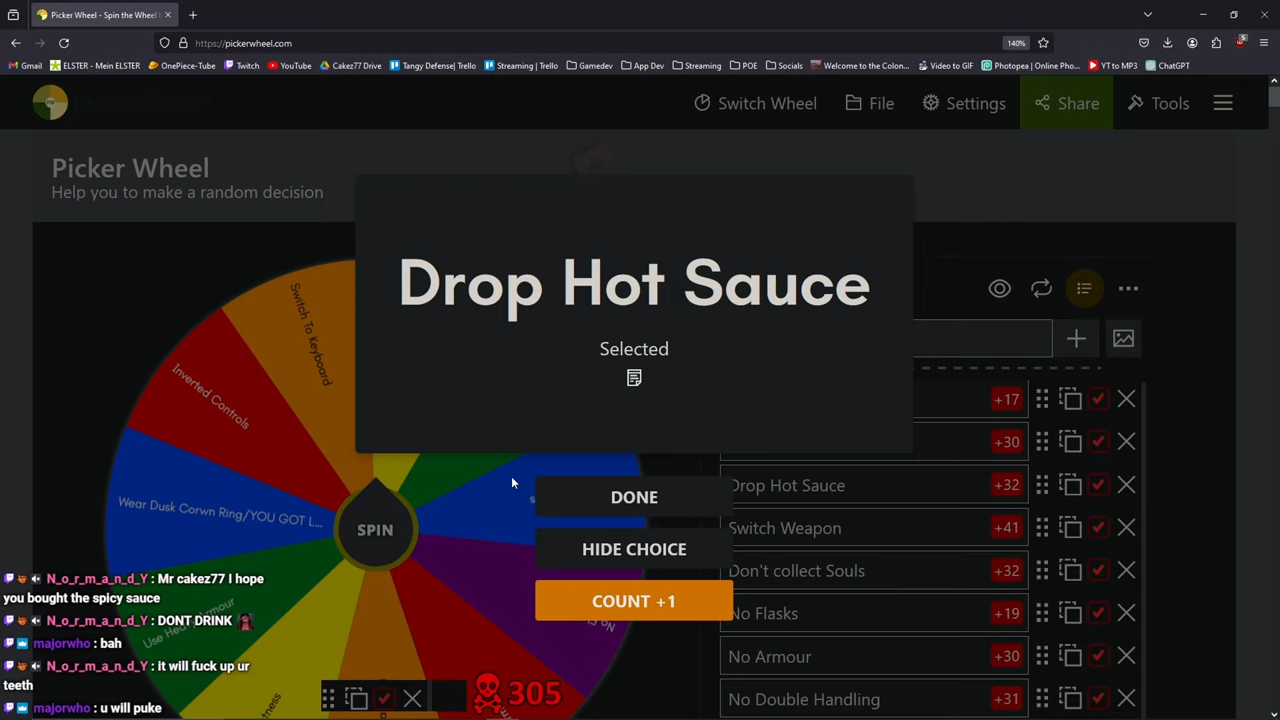 Picker Wheel - Spin the Wheel t
https://pickerwheel.com
140%
5
Gmail
ELSTER - Mein ELSTER
OnePiece-Tube
Twitch
YouTube
Cakez77 Drive
Tangy Defense| Trello
Streaming | Trello
Gamedev
App Dev
Streaming
POE
Socials
Welcome to the Colon...
Video to GIF
Photopea | Online Pho...
YT to MP3
ChatGPT
Switch Wheel
File
Settings
Share
Tools
Picker Wheel
Help you to make a random decision
Drop Hot Sauce
Selected
DONE
HIDE CHOICE
COUNT +1
Switch To Keyboard
Inverted Controls
Wear Dusk Corwn Ring/YOU GOT L...
SPIN
+17
+30
Drop Hot Sauce
+32
Switch Weapon
+41
Don't collect Souls
+32
No Flasks
+19
No Armour
+30
No Double Handling
+31
N_o_r_m_a_n_d_Y : Mr cakez77 I hope
you bought the spicy sauce
N_o_r_m_a_n_d_Y : DONT DRINK
majorwho : bah
N_o_r_m_a_n_d_Y : it will fuck up ur
teeth
majorwho : u will puke
305